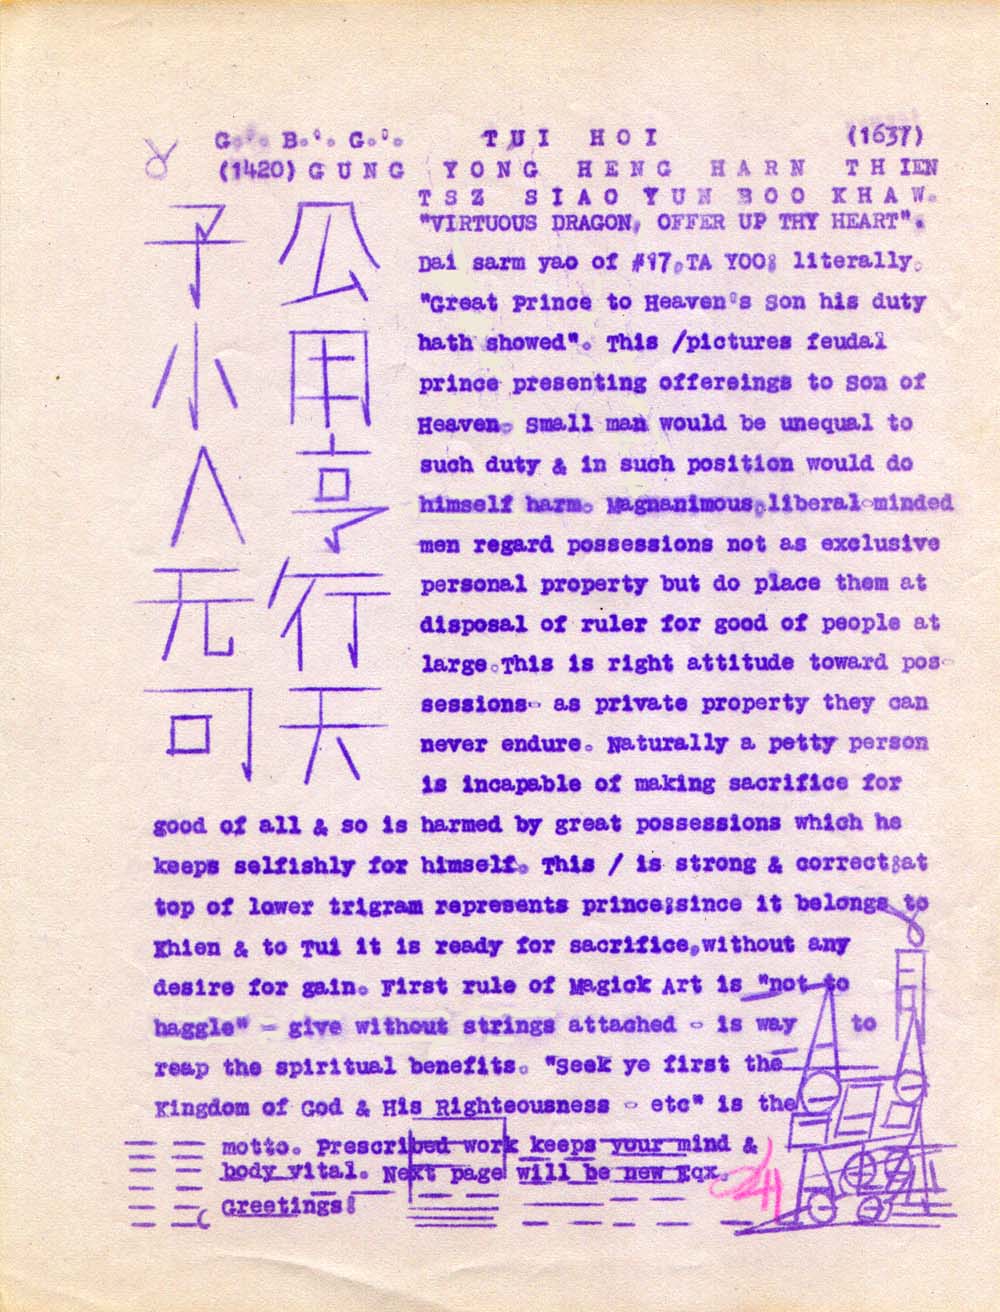 G∴ B∴ G∴ TUI HOI (1637)
(1420) GUNG YONG HENG HARN THIEN
TSZ SIAO YUN BOO KHAW.
"VIRTUOUS DRAGON, OFFER UP THY HEART".
公用亨行天
子小人无可
Dai sarm yao of #17,TA YOO; literally,
"Great Prince to Heaven's Son his duty
hath showed". This /pictures feudal
prince presenting offereings to Son of
Heaven. Small man would be unequal to
such duty & in such position would do
himself harm. Magnanimous,liberal-minded
men regard possessions not as exclusive
personal property but do place them at
disposal of ruler for good of people at
large.This is right attitude toward pos-
sessions- as private property they can
never endure. Naturally a petty person
is incapable of making sacrifice for
good of all & so is harmed by great possessions which he
keeps selfishly for himself. This / is strong & correct;at
top of lower trigram represents prince;since it belongs to
Khien & to Tui it is ready for sacrifice,without any
desire for gain. First rule of Magick Art is "not to
haggle" - give without strings attached - is way to
reap the spiritual benefits. "Seek ye first the
Kingdom of God & His Righteousness - etc" is the
motto. Prescribed work keeps your mind &
body vital. Next page will be new Eqx.
Greetings!